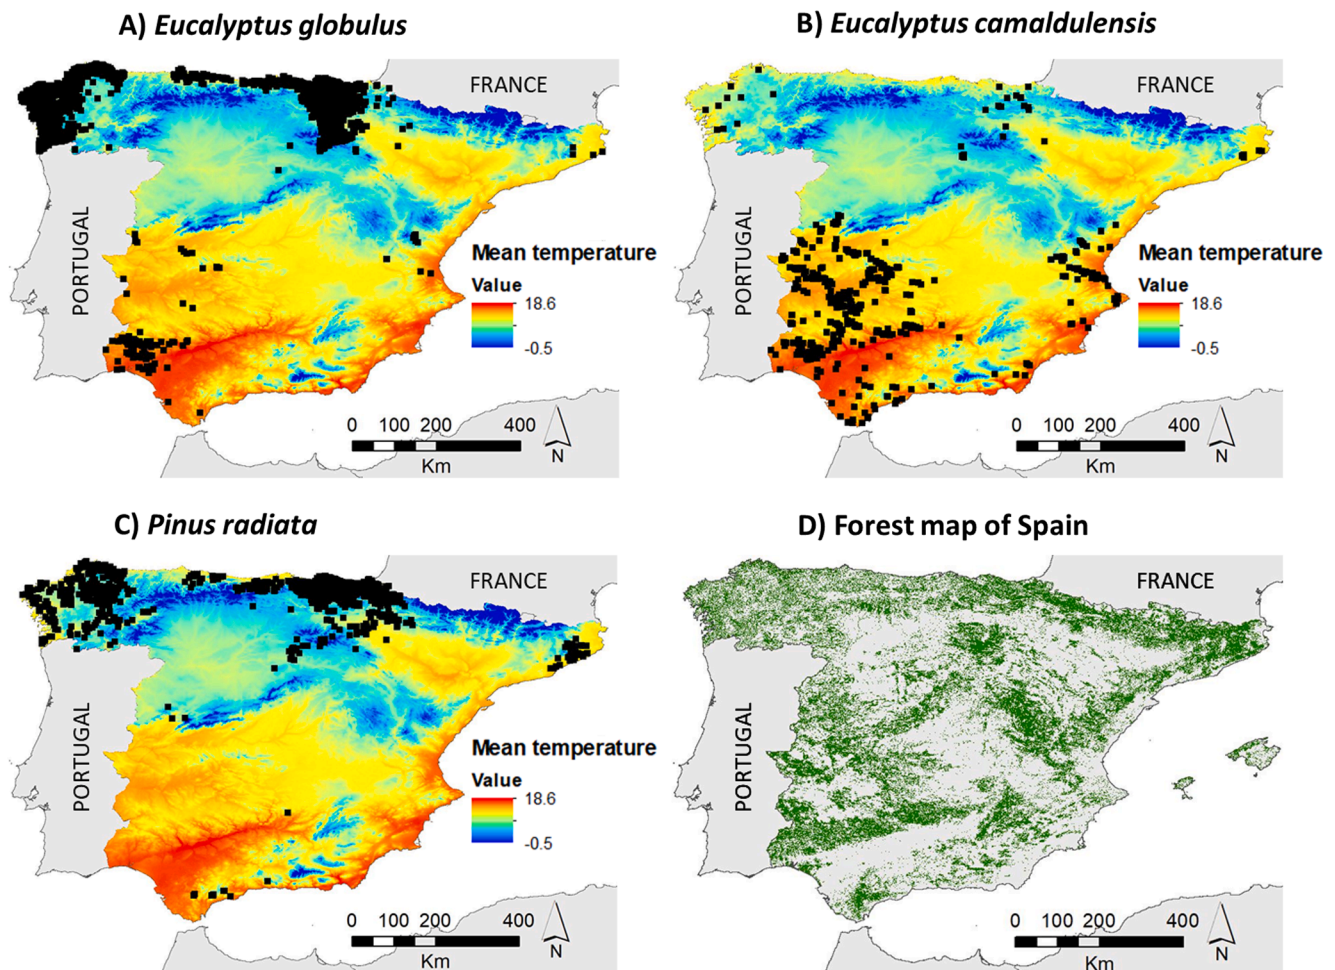 A) Eucalyptus globulus
FRANCE
PORTUGAL
Mean temperature
Value
18.6
-0.5
0 100 200 400
Km
N
B) Eucalyptus camaldulensis
FRANCE
PORTUGAL
Mean temperature
Value
18.6
-0.5
0 100 200 400
Km
N
C) Pinus radiata
FRANCE
PORTUGAL
Mean temperature
Value
18.6
-0.5
0 100 200 400
Km
N
D) Forest map of Spain
FRANCE
PORTUGAL
0 100 200 400
Km
N